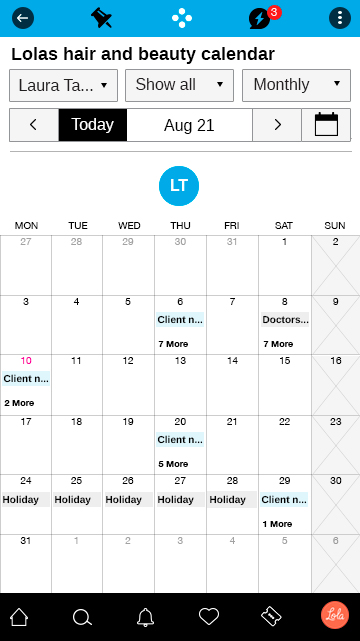 3
Lolas hair and beauty calendar
Laura Ta... Show all Monthly
Today Aug 21
LT
MON TUE WED THU FRI SAT SUN
27 28 29 30 31 1 2
3 4 5 6 7 8 9
Client n... Doctors...
7 More 7 More
10 11 12 13 14 15 16
Client n...
2 More
17 18 19 20 21 22 23
Client n...
5 More
24 25 26 27 28 29 30
Holiday Holiday Holiday Holiday Holiday Client n...
1 More
31 1 2 3 4 5 6
Lola